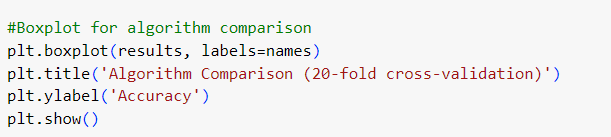 #Boxplot for algorithm comparison
plt.boxplot(results, labels=names)
plt.title('Algorithm Comparison (20-fold cross-validation)')
plt.ylabel('Accuracy')
plt.show()